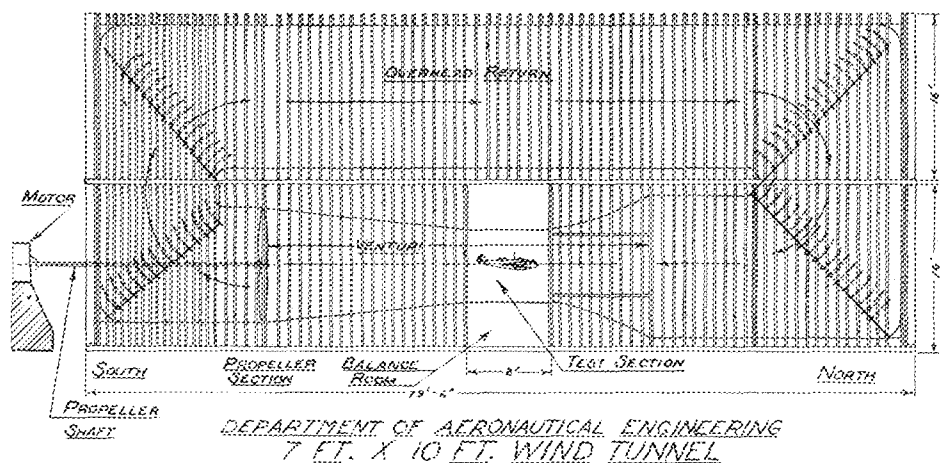 OVERHEAD RETURN
16'
MOTOR
VENTURI
16'
SOUTH
PROPELLER
SECTION
BALANCE
ROOM
8'
TEST SECTION
NORTH
79'-6"
PROPELLER
SHAFT
DEPARTMENT OF AERONAUTICAL ENGINEERING
7 FT. X 10 FT. WIND TUNNEL